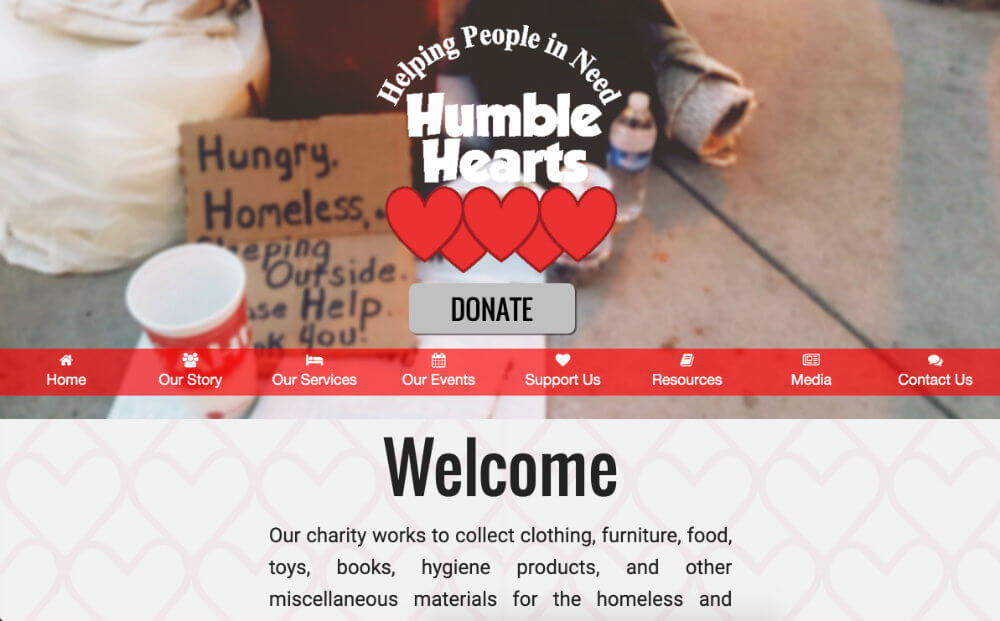 Helping People in Need
Humble
Hearts
Hungry.
Homeless,
Sleeping
Outside.
Help.
You!
DONATE
Home
Our Story
Our Services
Our Events
Support Us
Resources
Media
Contact Us
Welcome
Our charity works to collect clothing, furniture, food,
toys, books, hygiene products, and other
miscellaneous materials for the homeless and